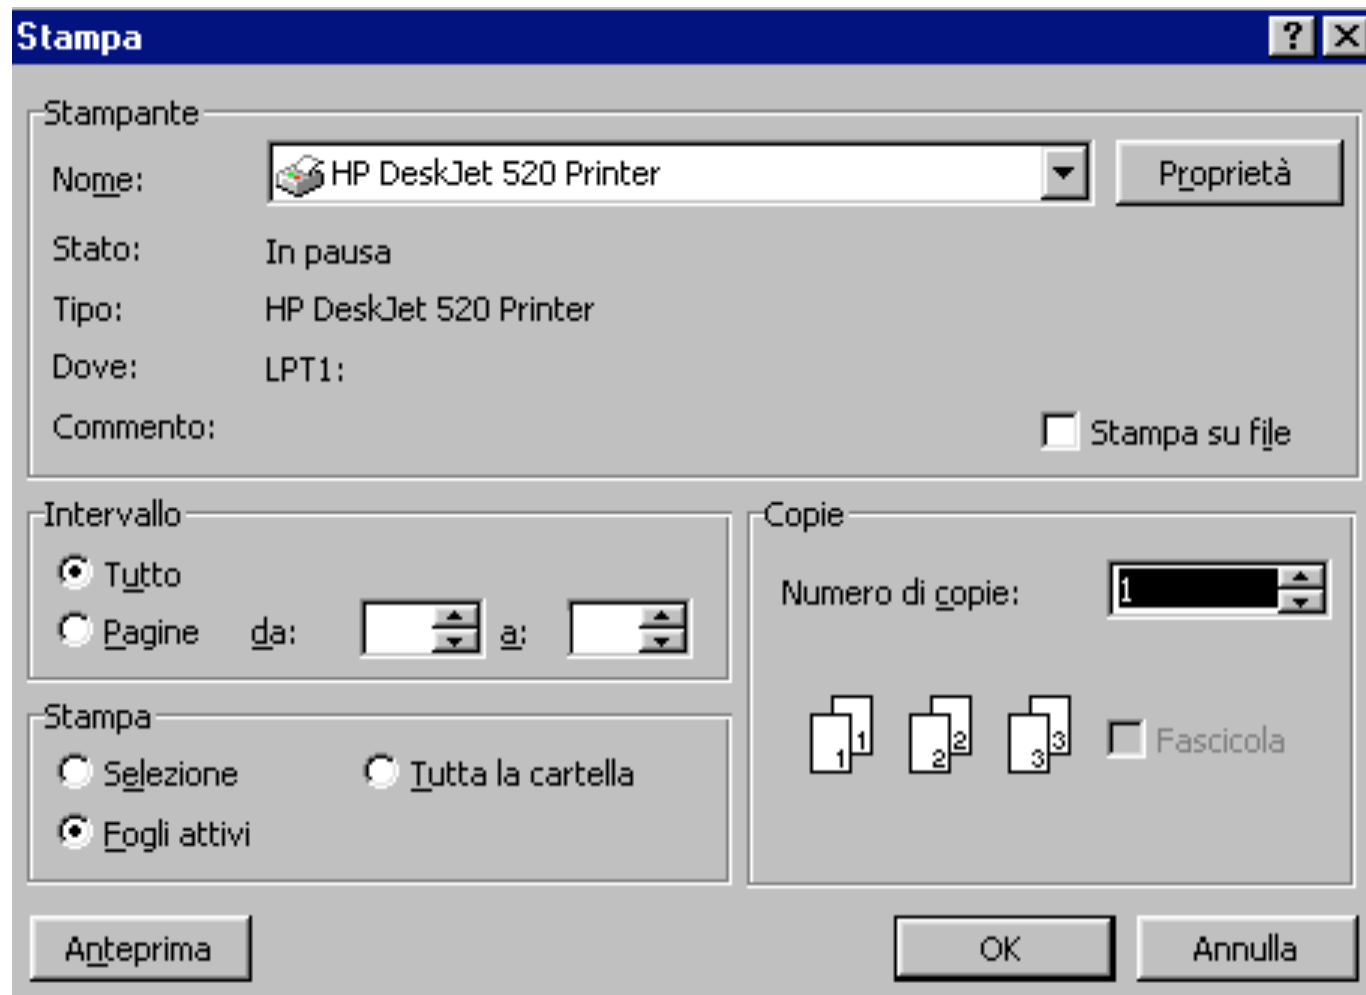 Stampa
Stampante
Nome: HP DeskJet 520 Printer Proprietà
Stato: In pausa
Tipo: HP DeskJet 520 Printer
Dove: LPT1:
Commento: Stampa su file
Intervallo
Tutto
Pagine da: a:
Copie
Numero di copie: 1
1 1 2 2 3 3 Fascicola
Stampa
Selezione Tutta la cartella
Fogli attivi
Anteprima OK Annulla